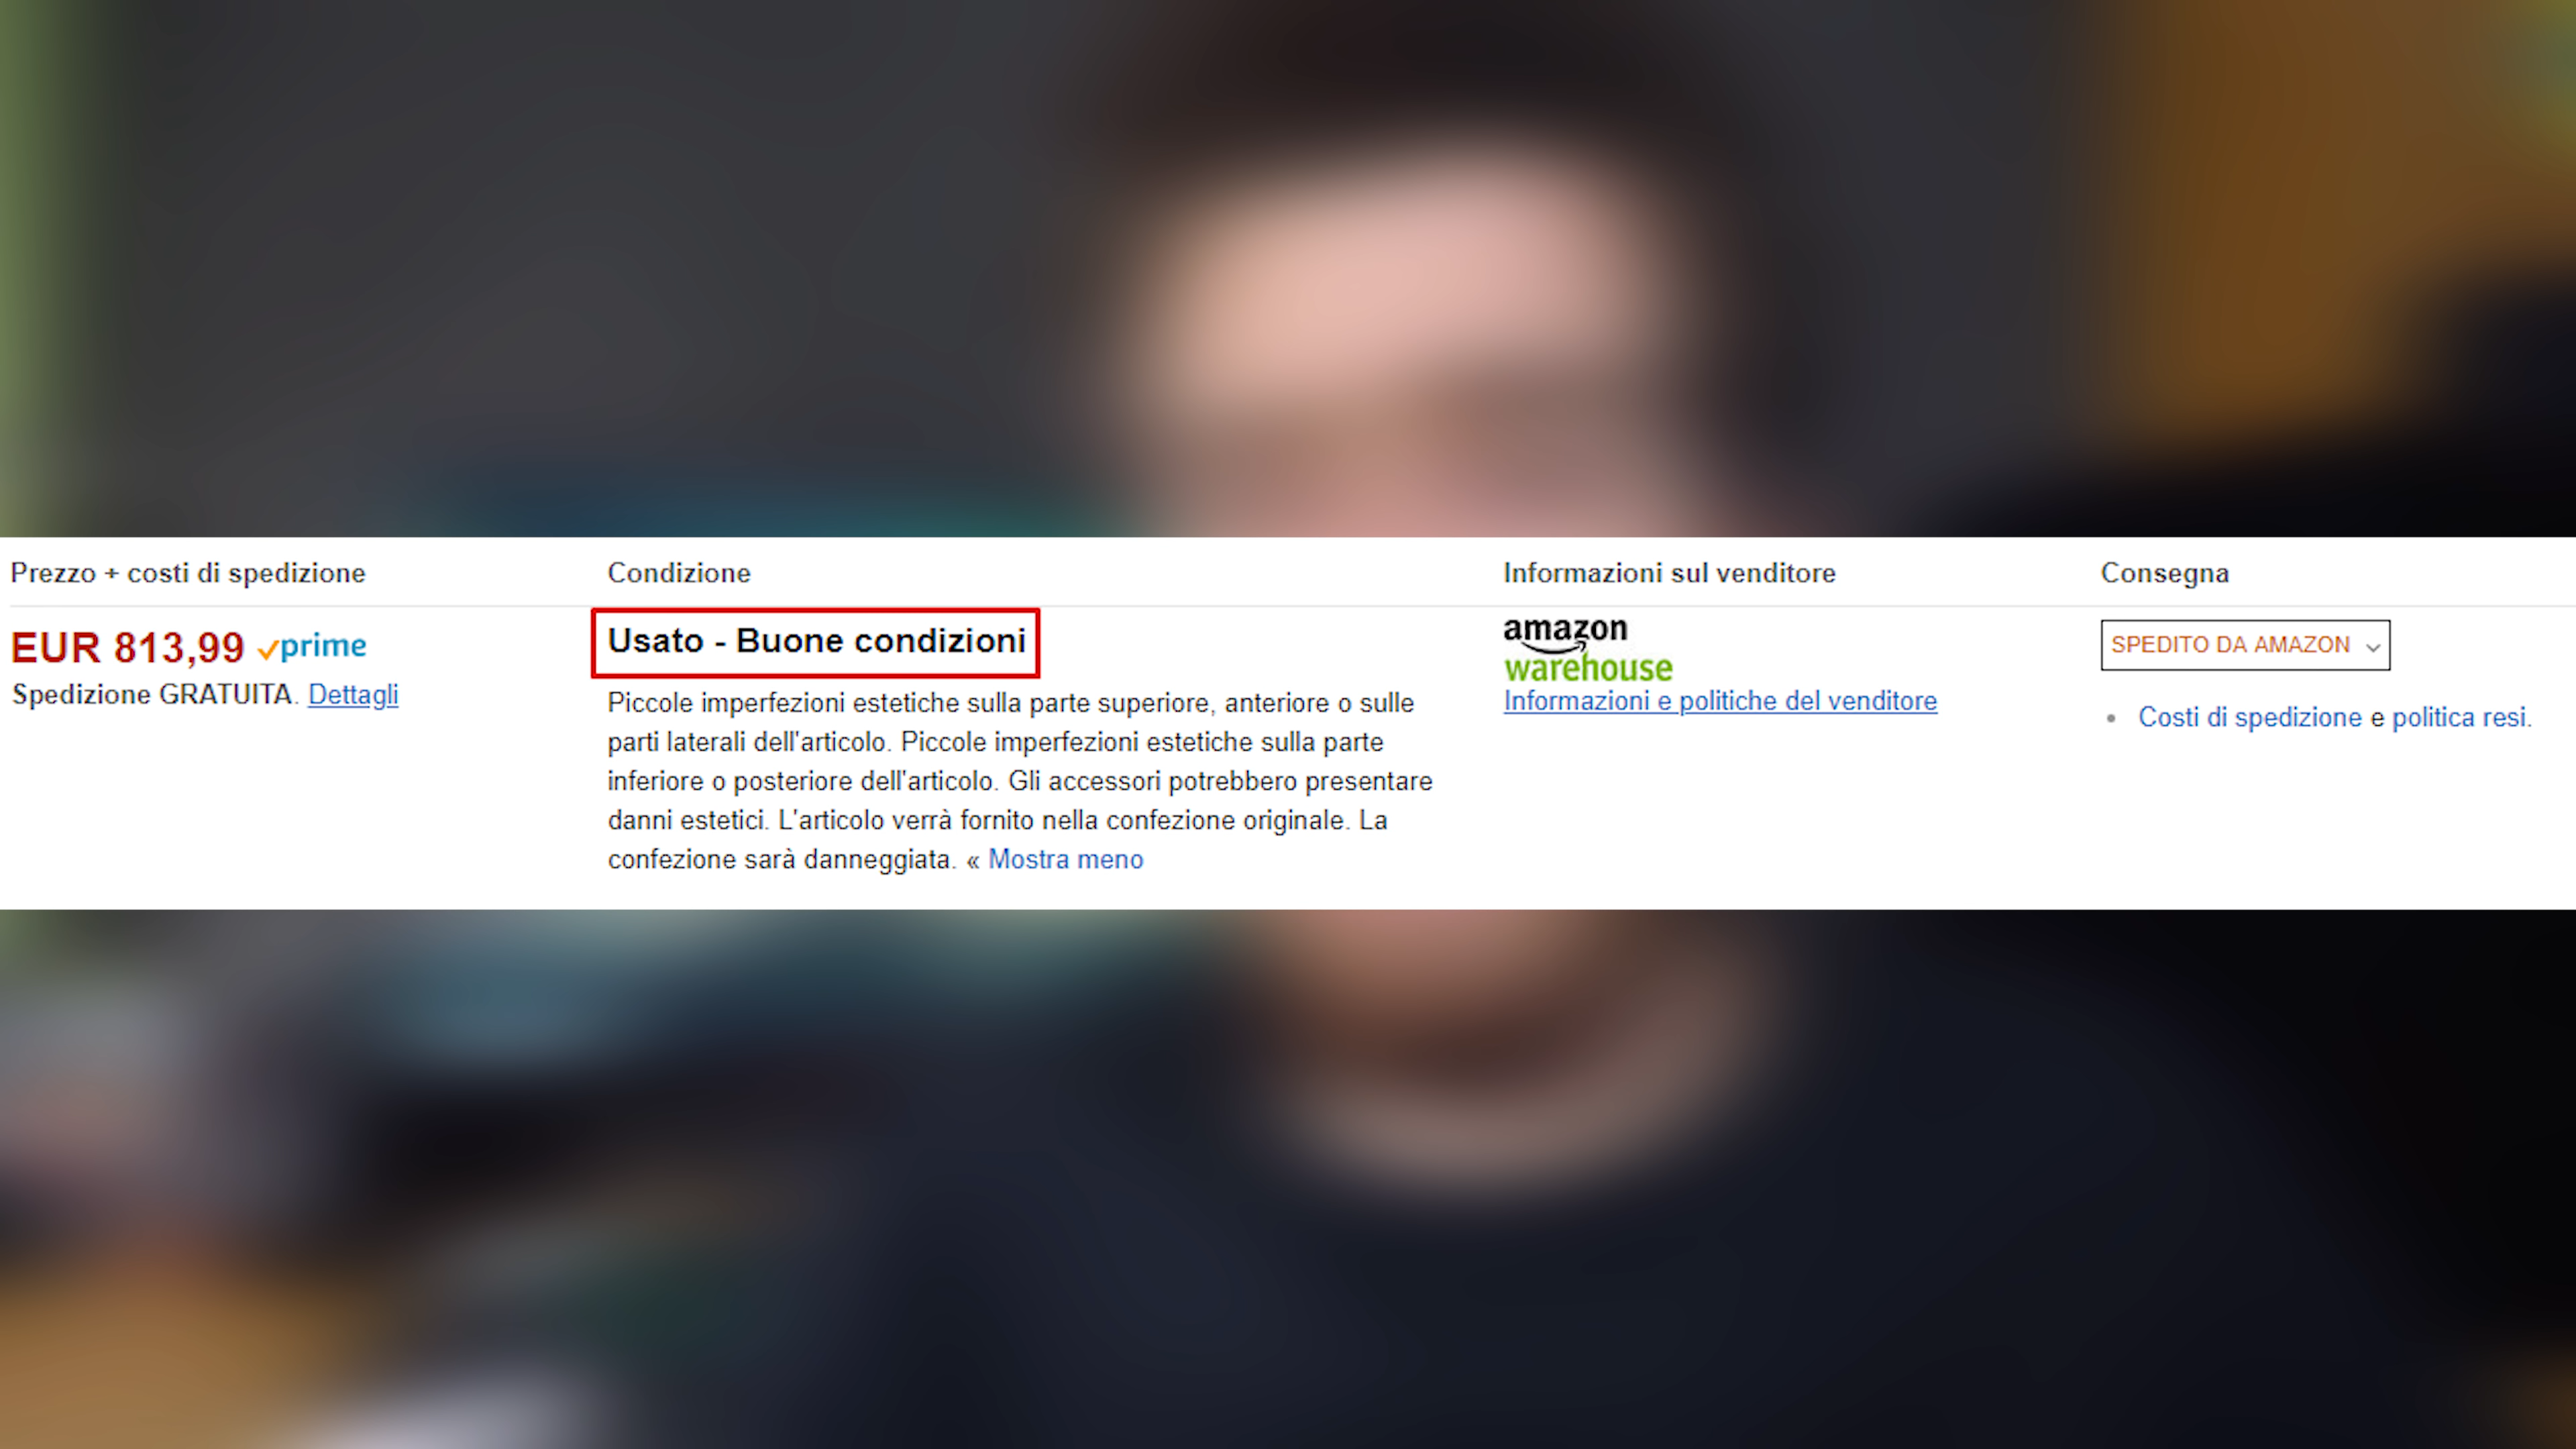 Prezzo + costi di spedizione
Condizione
Informazioni sul venditore
Consegna
EUR 813,99 prime
Spedizione GRATUITA. Dettagli
Usato - Buone condizioni
Piccole imperfezioni estetiche sulla parte superiore, anteriore o sulle
parti laterali dell'articolo. Piccole imperfezioni estetiche sulla parte
inferiore o posteriore dell'articolo. Gli accessori potrebbero presentare
danni estetici. L'articolo verrà fornito nella confezione originale. La
confezione sarà danneggiata. « Mostra meno
amazon
warehouse
Informazioni e politiche del venditore
SPEDITO DA AMAZON
• Costi di spedizione e politica resi.